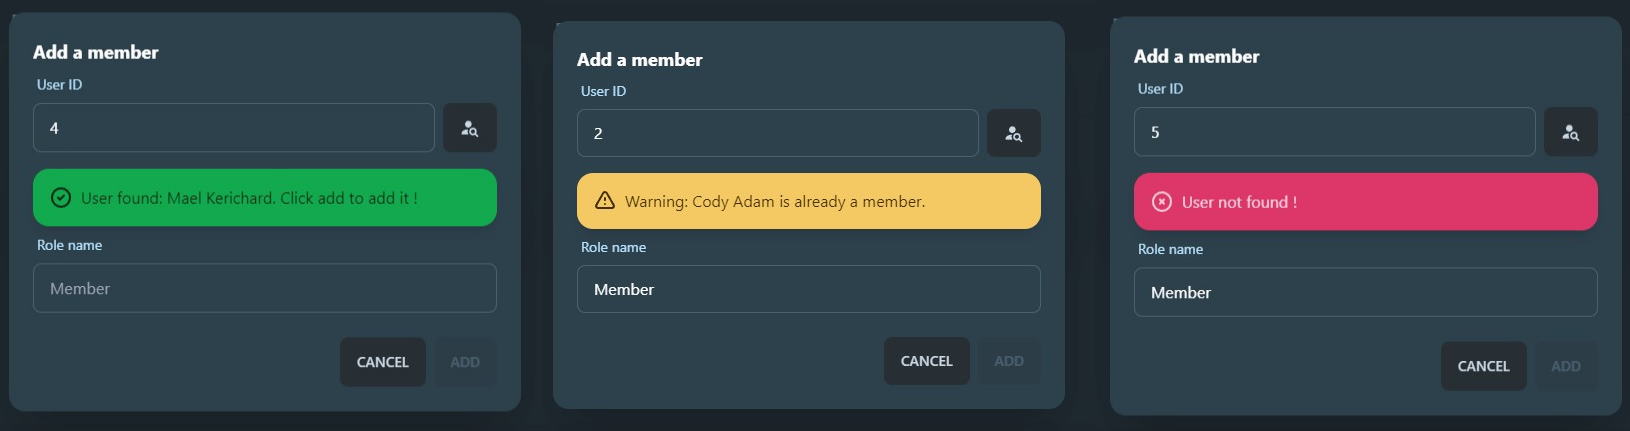 Add a member
User ID
4
User found: Mael Kerichard. Click add to add it !
Role name
Member
CANCEL
ADD
Add a member
User ID
2
Warning: Cody Adam is already a member.
Role name
Member
CANCEL
ADD
Add a member
User ID
5
User not found !
Role name
Member
CANCEL
ADD